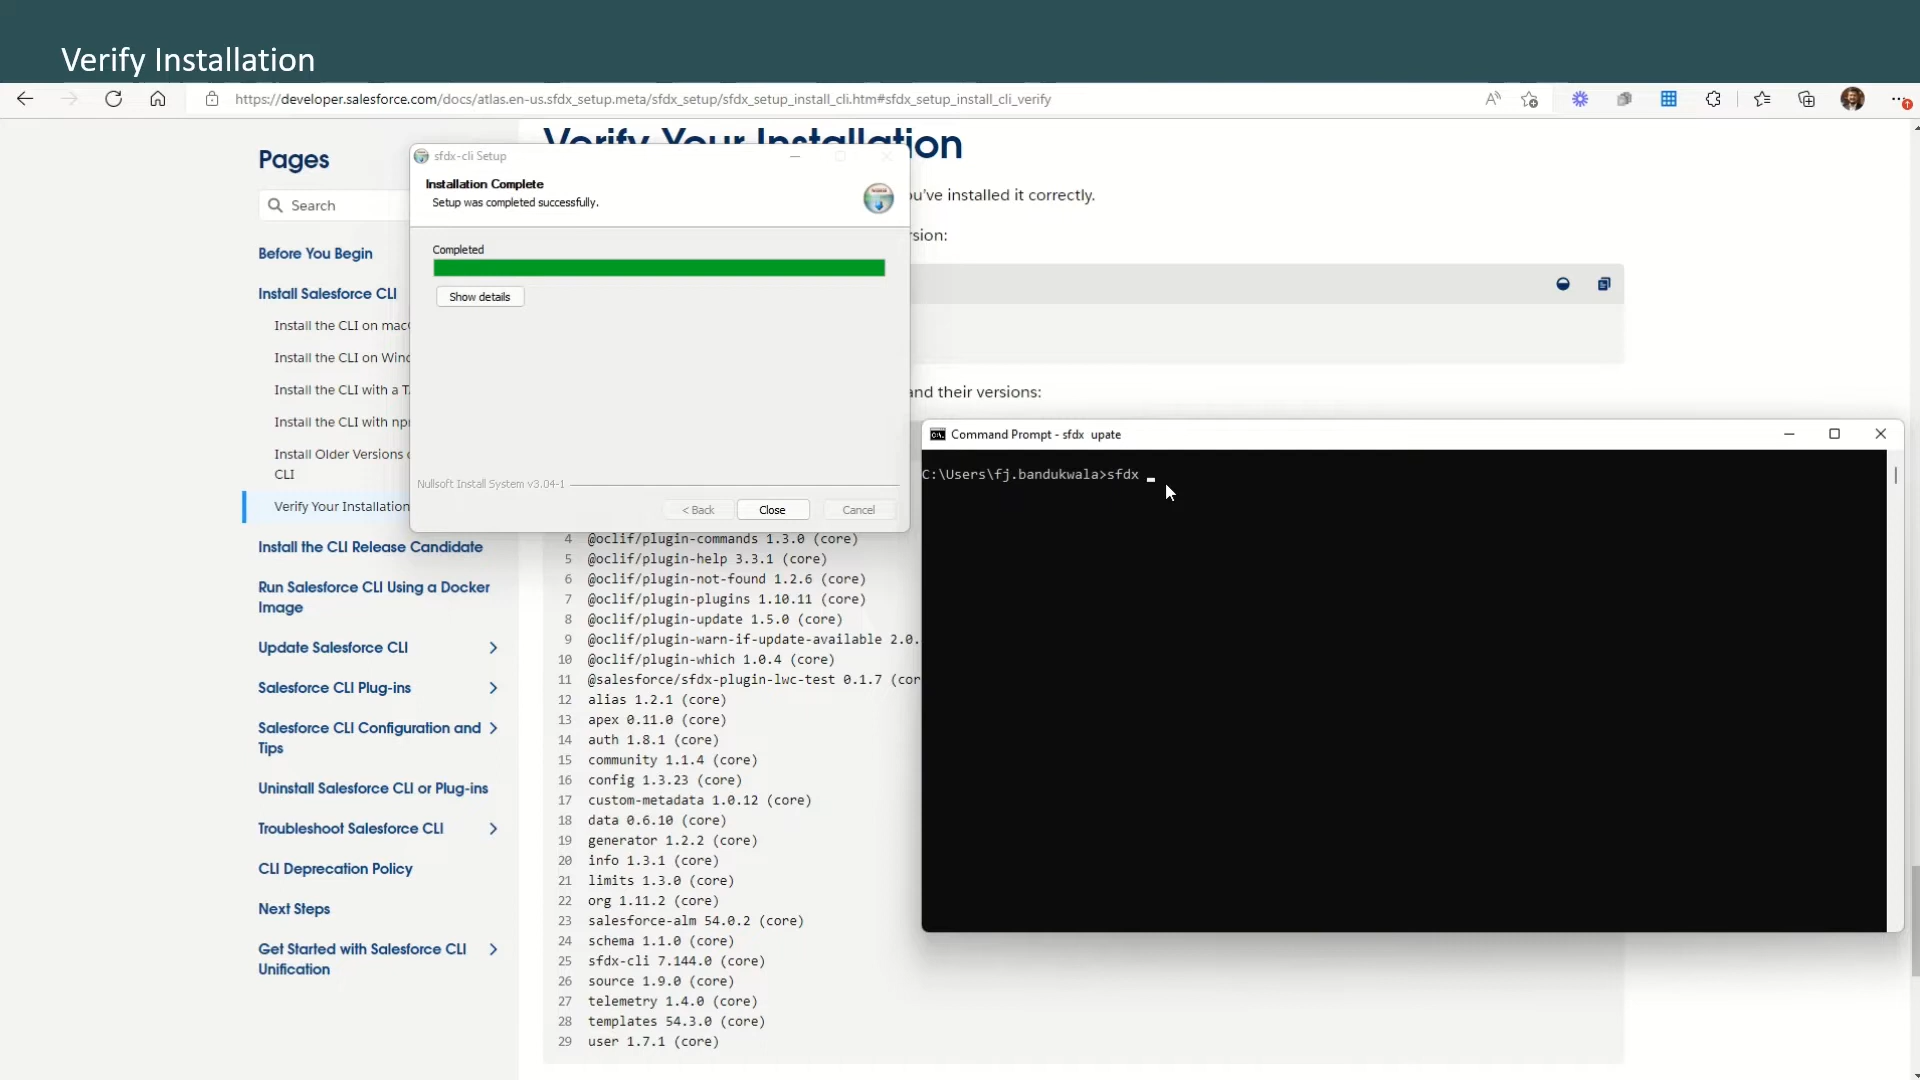 Verify Installation
https://developer.salesforce.com/docs/atlas.en-us.sfdx_setup.meta/sfdx_setup/sfdx_setup_install_cli.htm#sfdx_setup_install_cli_verify
Pages
Search
Before You Begin
Install Salesforce CLI
Install the CLI on mac
Install the CLI on Wind
Install the CLI with a T
Install the CLI with np
Install Older Versions
CLI
Verify Your Installation
Install the CLI Release Candidate
Run Salesforce CLI Using a Docker
Image
Update Salesforce CLI
Salesforce CLI Plug-ins
Salesforce CLI Configuration and
Tips
Uninstall Salesforce CLI or Plug-ins
Troubleshoot Salesforce CLI
CLI Deprecation Policy
Next Steps
Get Started with Salesforce CLI
Unification
Verify Your Installation
u've installed it correctly.
sion:
and their versions:
sfdx-cli Setup
Installation Complete
Setup was completed successfully.
Completed
Show details
Nullsoft Install System v3.04-1
< Back
Close
Cancel
4 @oclif/plugin-commands 1.3.0 (core)
5 @oclif/plugin-help 3.3.1 (core)
6 @oclif/plugin-not-found 1.2.6 (core)
7 @oclif/plugin-plugins 1.10.11 (core)
8 @oclif/plugin-update 1.5.0 (core)
9 @oclif/plugin-warn-if-update-available 2.0.
10 @oclif/plugin-which 1.0.4 (core)
11 @salesforce/sfdx-plugin-lwc-test 0.1.7 (cor
12 alias 1.2.1 (core)
13 apex 0.11.0 (core)
14 auth 1.8.1 (core)
15 community 1.1.4 (core)
16 config 1.3.23 (core)
17 custom-metadata 1.0.12 (core)
18 data 0.6.10 (core)
19 generator 1.2.2 (core)
20 info 1.3.1 (core)
21 limits 1.3.0 (core)
22 org 1.11.2 (core)
23 salesforce-alm 54.0.2 (core)
24 schema 1.1.0 (core)
25 sfdx-cli 7.144.0 (core)
26 source 1.9.0 (core)
27 telemetry 1.4.0 (core)
28 templates 54.3.0 (core)
29 user 1.7.1 (core)
Command Prompt - sfdx upate
C:\Users\fj.bandukwala>sfdx